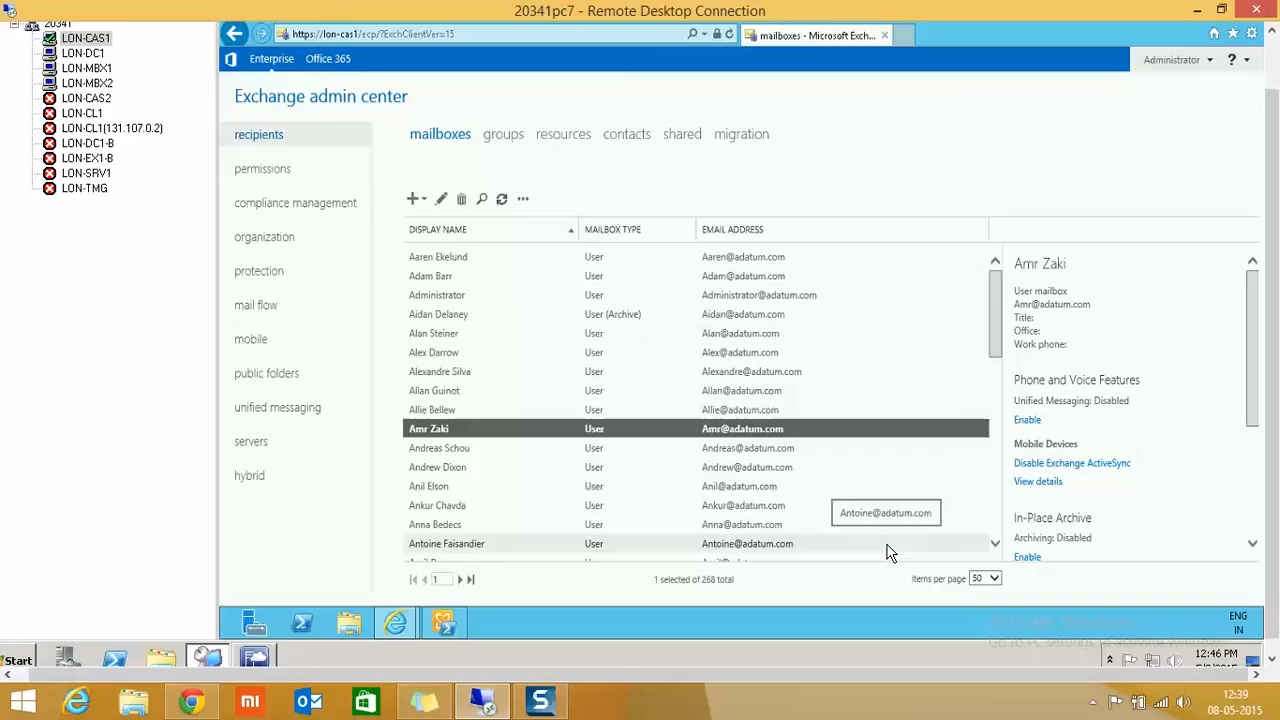 20341pc7 - Remote Desktop Connection
20341
LON-CAS1
LON-DC1
LON-MBX1
LON-MBX2
LON-CAS2
LON-CL1
LON-CL1(131.107.0.2)
LON-DC1-B
LON-EX1-B
LON-SRV1
LON-TMG
https://lon-cas1/ecp/?ExchClientVer=15
mailboxes - Microsoft Exch...
Enterprise Office 365
Administrator ?
Exchange admin center
recipients
permissions
compliance management
organization
protection
mail flow
mobile
public folders
unified messaging
servers
hybrid
mailboxes groups resources contacts shared migration
DISPLAY NAME MAILBOX TYPE EMAIL ADDRESS
Aaren Ekelund User Aaren@adatum.com
Adam Barr User Adam@adatum.com
Administrator User Administrator@adatum.com
Aidan Delaney User (Archive) Aidan@adatum.com
Alan Steiner User Alan@adatum.com
Alex Darrow User Alex@adatum.com
Alexandre Silva User Alexandre@adatum.com
Allan Guinot User Allan@adatum.com
Allie Bellew User Allie@adatum.com
Amr Zaki User Amr@adatum.com
Andreas Schou User Andreas@adatum.com
Andrew Dixon User Andrew@adatum.com
Anil Elson User Anil@adatum.com
Ankur Chavda User Ankur@adatum.com
Anna Bedecs User Anna@adatum.com
Antoine Faisandier User Antoine@adatum.com
Antoine@adatum.com
1
1 selected of 268 total
Items per page 50
Amr Zaki
User mailbox
Amr@adatum.com
Title:
Office:
Work phone:
Phone and Voice Features
Unified Messaging: Disabled
Enable
Mobile Devices
Disable Exchange ActiveSync
View details
In-Place Archive
Archiving: Disabled
Enable
ENG
IN
Go to PC settings to activate Windows.
Start
12:46 PM
12:39
08-05-2015